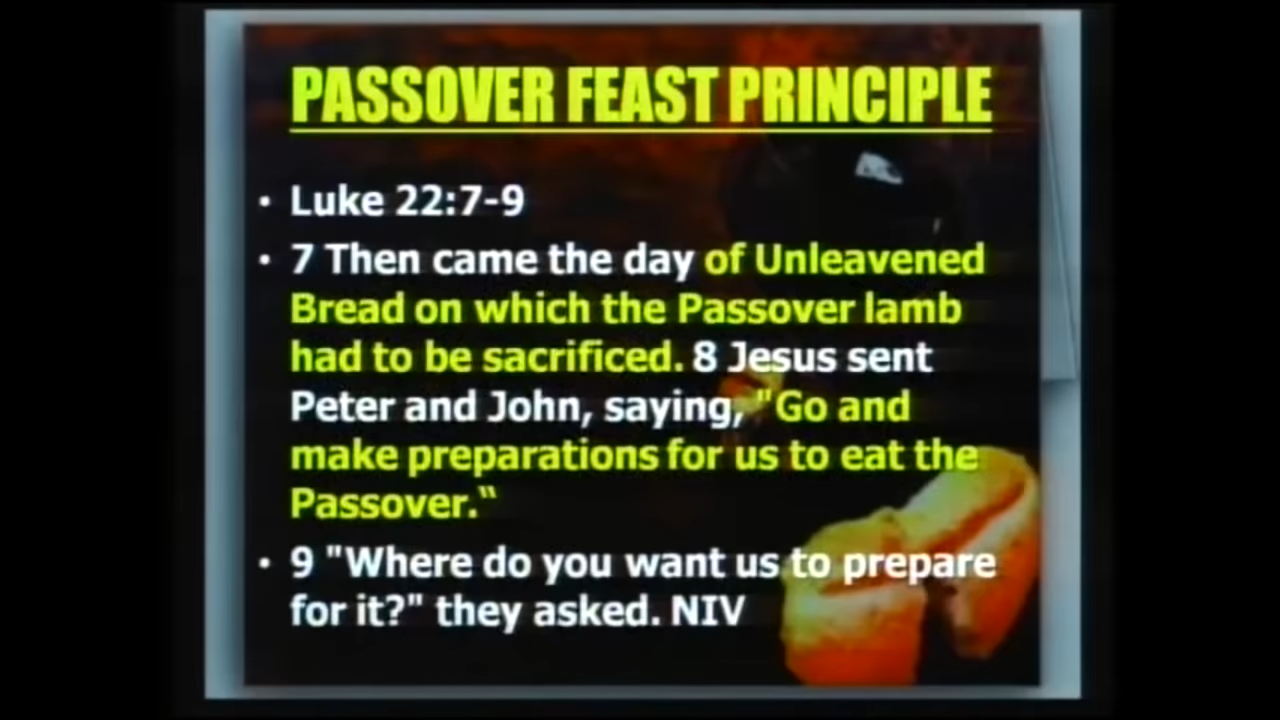 PASSOVER FEAST PRINCIPLE
• Luke 22:7-9
• 7 Then came the day of Unleavened
Bread on which the Passover lamb
had to be sacrificed. 8 Jesus sent
Peter and John, saying, "Go and
make preparations for us to eat the
Passover.“
• 9 "Where do you want us to prepare
for it?" they asked. NIV